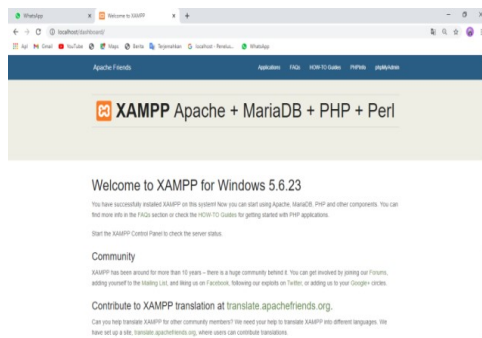 WhatsApp
Welcome to XAMPP
localhost/dashboard/
Apl Gmail YouTube Maps Berita Terjemahkan localhost - Penelus... WhatsApp
Apache Friends Applications FAQs HOW-TO Guides PHPInfo phpMyAdmin
XAMPP Apache + MariaDB + PHP + Perl
Welcome to XAMPP for Windows 5.6.23
You have successfully installed XAMPP on this system! Now you can start using Apache, MariaDB, PHP and other components. You can
find more info in the FAQs section or check the HOW-TO Guides for getting started with PHP applications.
Start the XAMPP Control Panel to check the server status.
Community
XAMPP has been around for more than 10 years – there is a huge community behind it. You can get involved by joining our Forums,
adding yourself to the Mailing List, and liking us on Facebook, following our exploits on Twitter, or adding us to your Google+ circles.
Contribute to XAMPP translation at translate.apachefriends.org.
Can you help translate XAMPP for other community members? We need your help to translate XAMPP into different languages. We
have set up a site, translate.apachefriends.org, where users can contribute translations.